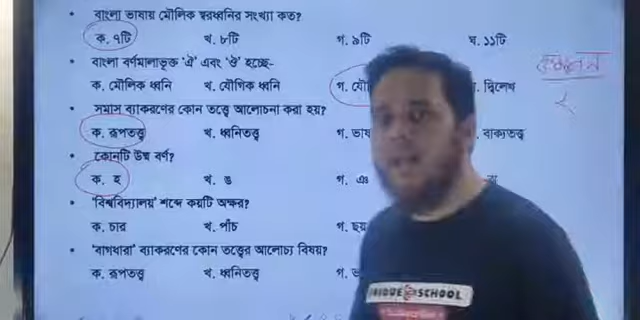 বাংলা ভাষায় মৌলিক স্বরধ্বনির সংখ্যা কত?
ক. ৭টি খ. ৮টি গ. ৯টি ঘ. ১১টি
বাংলা বর্ণমালাভুক্ত 'ঐ' এবং 'ঔ' হচ্ছে-
ক. মৌলিক ধ্বনি খ. যৌগিক ধ্বনি গ. দ্বিলেখ
সমাস ব্যাকরণের কোন তত্ত্বে আলোচনা করা হয়?
ক. রূপতত্ত্ব খ. ধ্বনিতত্ত্ব গ. বাক্যতত্ত্ব
কোনটি উষ্ম বর্ণ?
ক. হ খ. ঙ গ. ঞ
'বিশ্ববিদ্যালয়' শব্দে কয়টি অক্ষর?
ক. চার খ. পাঁচ গ. ছয়
'বাগধারা' ব্যাকরণের কোন তত্ত্বের আলোচ্য বিষয়?
ক. রূপতত্ত্ব খ. ধ্বনিতত্ত্ব গ.
SCHOOL